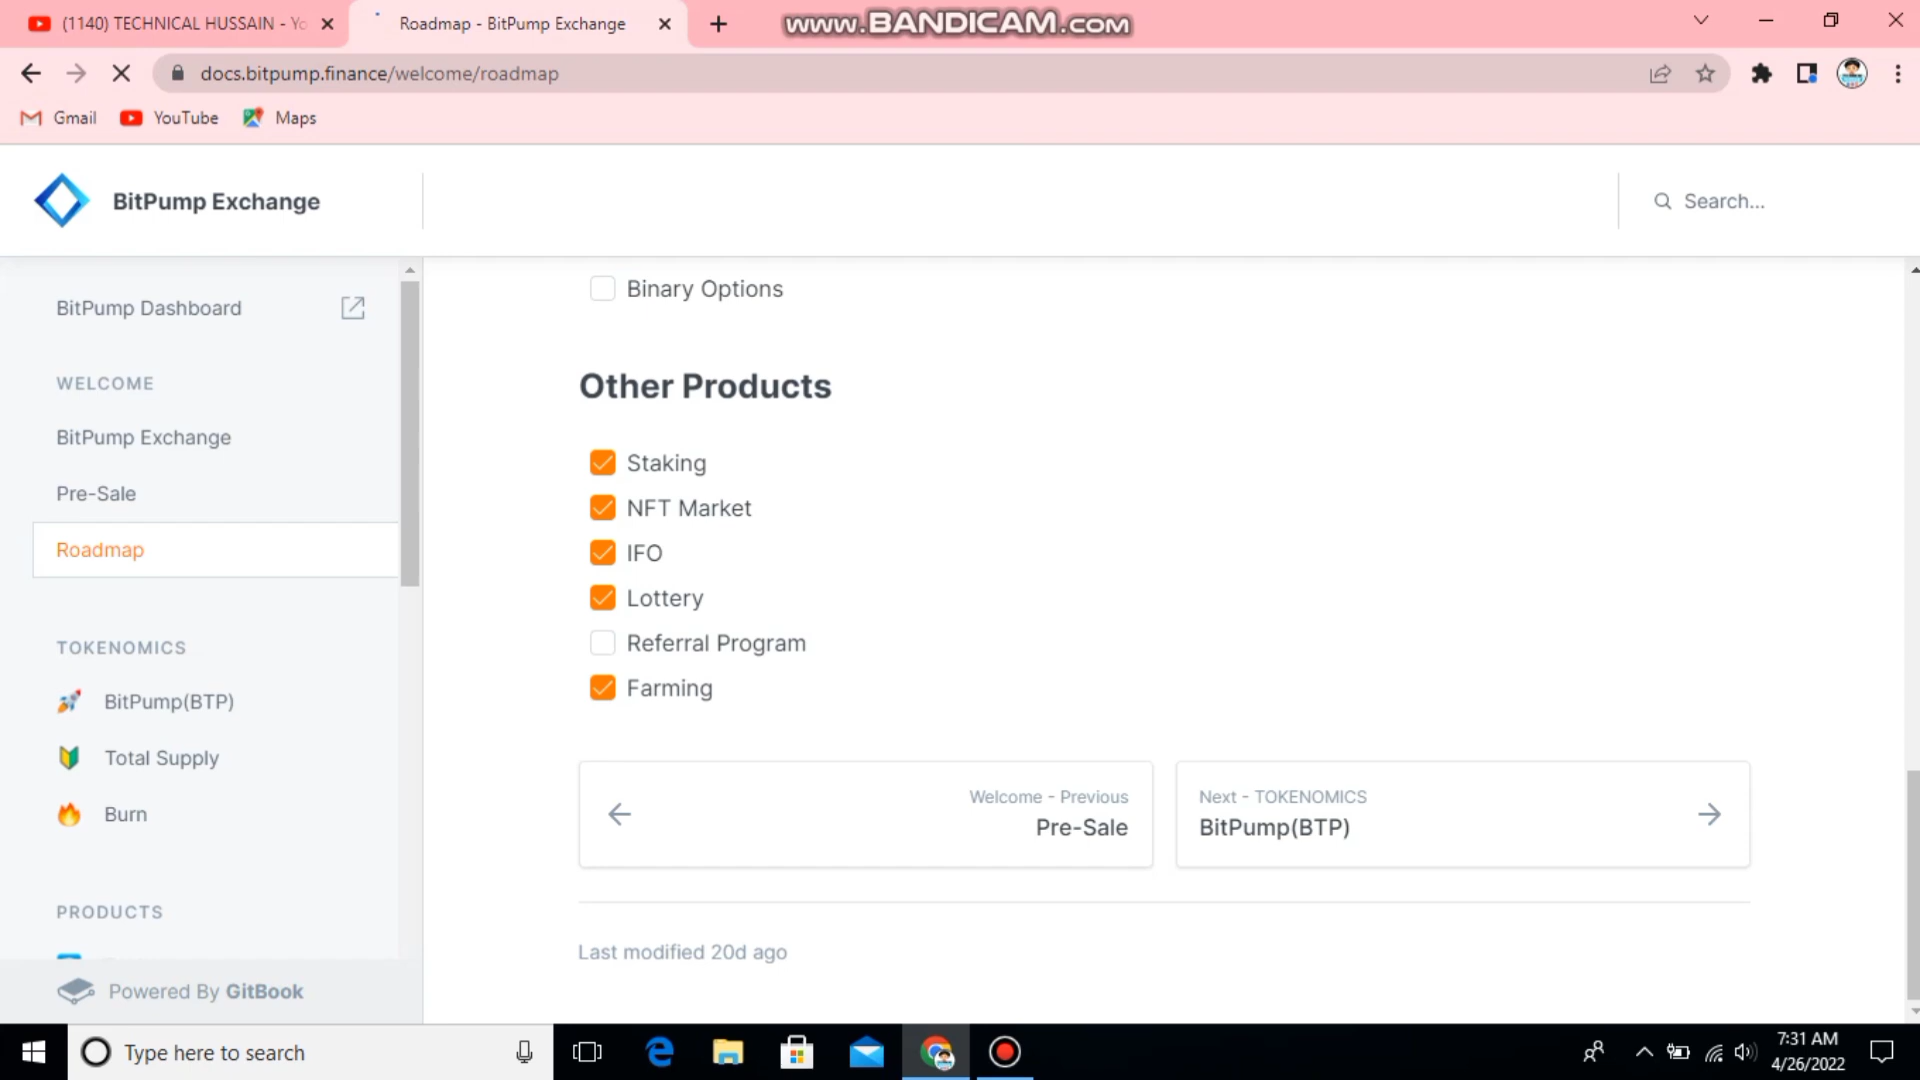 (1140) TECHNICAL HUSSAIN - Yo
Roadmap - BitPump Exchange
www.BANDICAM.com
docs.bitpump.finance/welcome/roadmap
Gmail
YouTube
Maps
BitPump Exchange
Search...
BitPump Dashboard
WELCOME
BitPump Exchange
Pre-Sale
Roadmap
TOKENOMICS
BitPump(BTP)
Total Supply
Burn
PRODUCTS
Powered By GitBook
Binary Options
Other Products
Staking
NFT Market
IFO
Lottery
Referral Program
Farming
Welcome - Previous
Pre-Sale
Next - TOKENOMICS
BitPump(BTP)
Last modified 20d ago
Type here to search
7:31 AM
4/26/2022